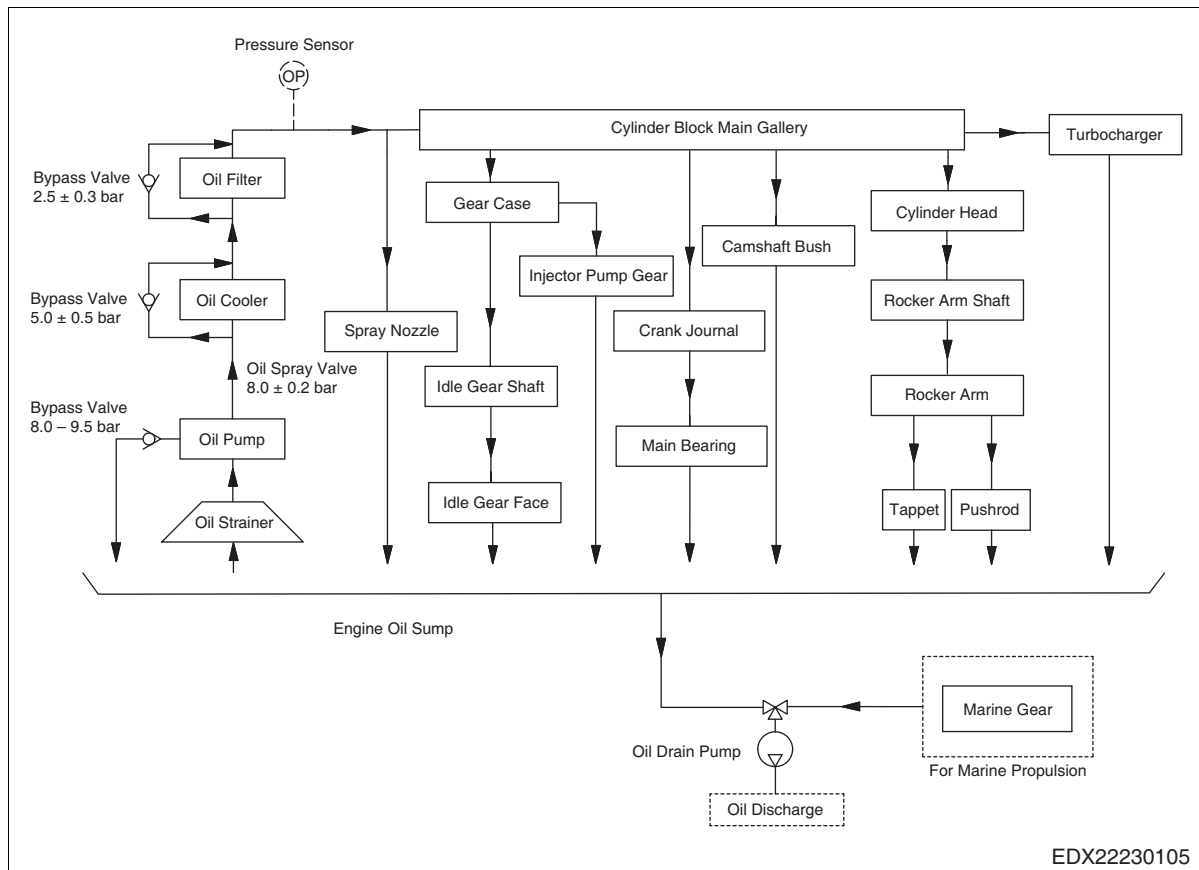 Pressure Sensor
OP
Cylinder Block Main Gallery
Turbocharger
Bypass Valve
2.5 ± 0.3 bar
Oil Filter
Gear Case
Cylinder Head
Camshaft Bush
Injector Pump Gear
Bypass Valve
5.0 ± 0.5 bar
Oil Cooler
Rocker Arm Shaft
Spray Nozzle
Crank Journal
Oil Spray Valve
8.0 ± 0.2 bar
Idle Gear Shaft
Rocker Arm
Bypass Valve
8.0 – 9.5 bar
Oil Pump
Main Bearing
Idle Gear Face
Tappet
Pushrod
Oil Strainer
Engine Oil Sump
Marine Gear
Oil Drain Pump
For Marine Propulsion
Oil Discharge
EDX22230105